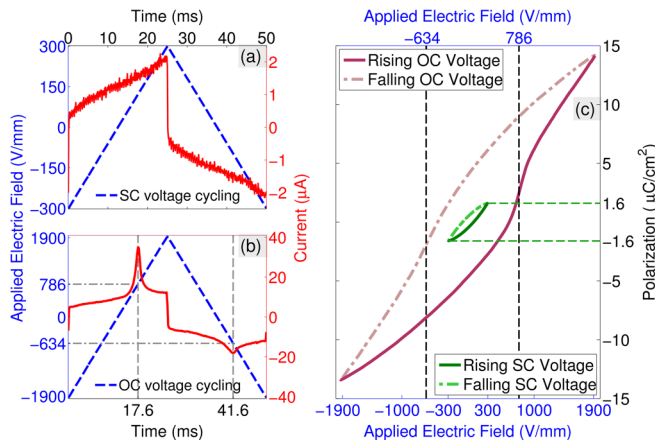 Time (ms)
0 10 20 30 40 50
300
150
0
−150
−300
2
1
0
−1
−2
(a)
SC voltage cycling
Applied Electric Field (V/mm)
Current (μA)
1900
786
−634
−1900
40
20
0
−20
−40
(b)
OC voltage cycling
17.6 41.6
Time (ms)
Applied Electric Field (V/mm)
−634 786
Rising OC Voltage
Falling OC Voltage
(c)
15
10
5
1.6
−1.6
−5
−10
−15
Polarization ( μC/cm²)
Rising SC Voltage
Falling SC Voltage
−1900 −1000 −300 300 1000 1900
Applied Electric Field (V/mm)